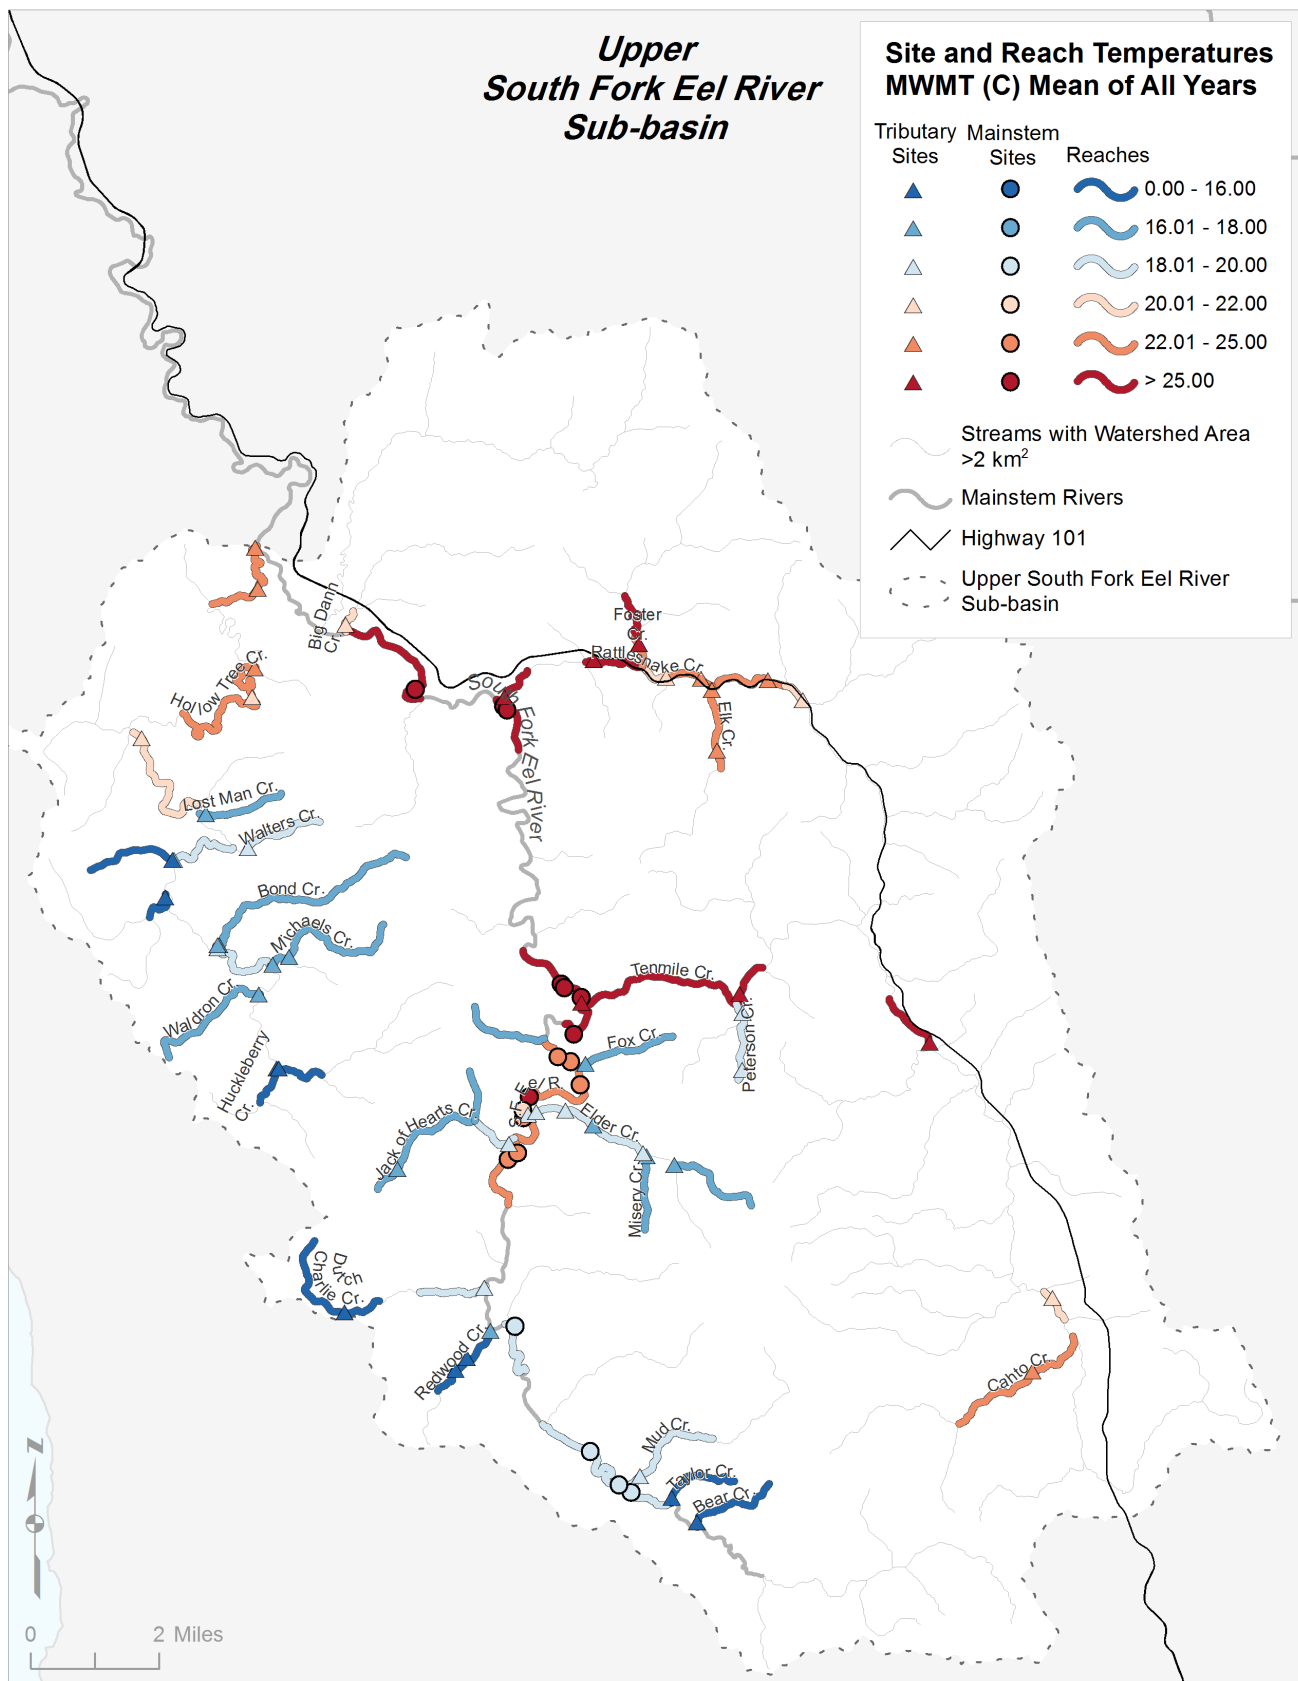 Upper
South Fork Eel River
Sub-basin
Site and Reach Temperatures
MWMT (C) Mean of All Years
Tributary Sites
Mainstem Sites
Reaches
0.00 - 16.00
16.01 - 18.00
18.01 - 20.00
20.01 - 22.00
22.01 - 25.00
> 25.00
Streams with Watershed Area
>2 km²
Mainstem Rivers
Highway 101
Upper South Fork Eel River
Sub-basin
Big Dann
Cr.
Foster
Cr.
Rattlesnake Cr.
Hollow Tree Cr.
South Fork Eel River
Elk Cr.
Lost Man Cr.
Walters Cr.
Bond Cr.
Michaels Cr.
Tenmile Cr.
Waldron Cr.
Peterson Cr.
Huckleberry
Cr.
Fox Cr.
S.F. Eel R.
Jack of Hearts Cr.
Elder Cr.
Misery Cr.
Dutch
Charlie Cr.
Redwood Cr.
Cahto Cr.
Mud Cr.
Taylor Cr.
Bear Cr.
Z
0
2 Miles